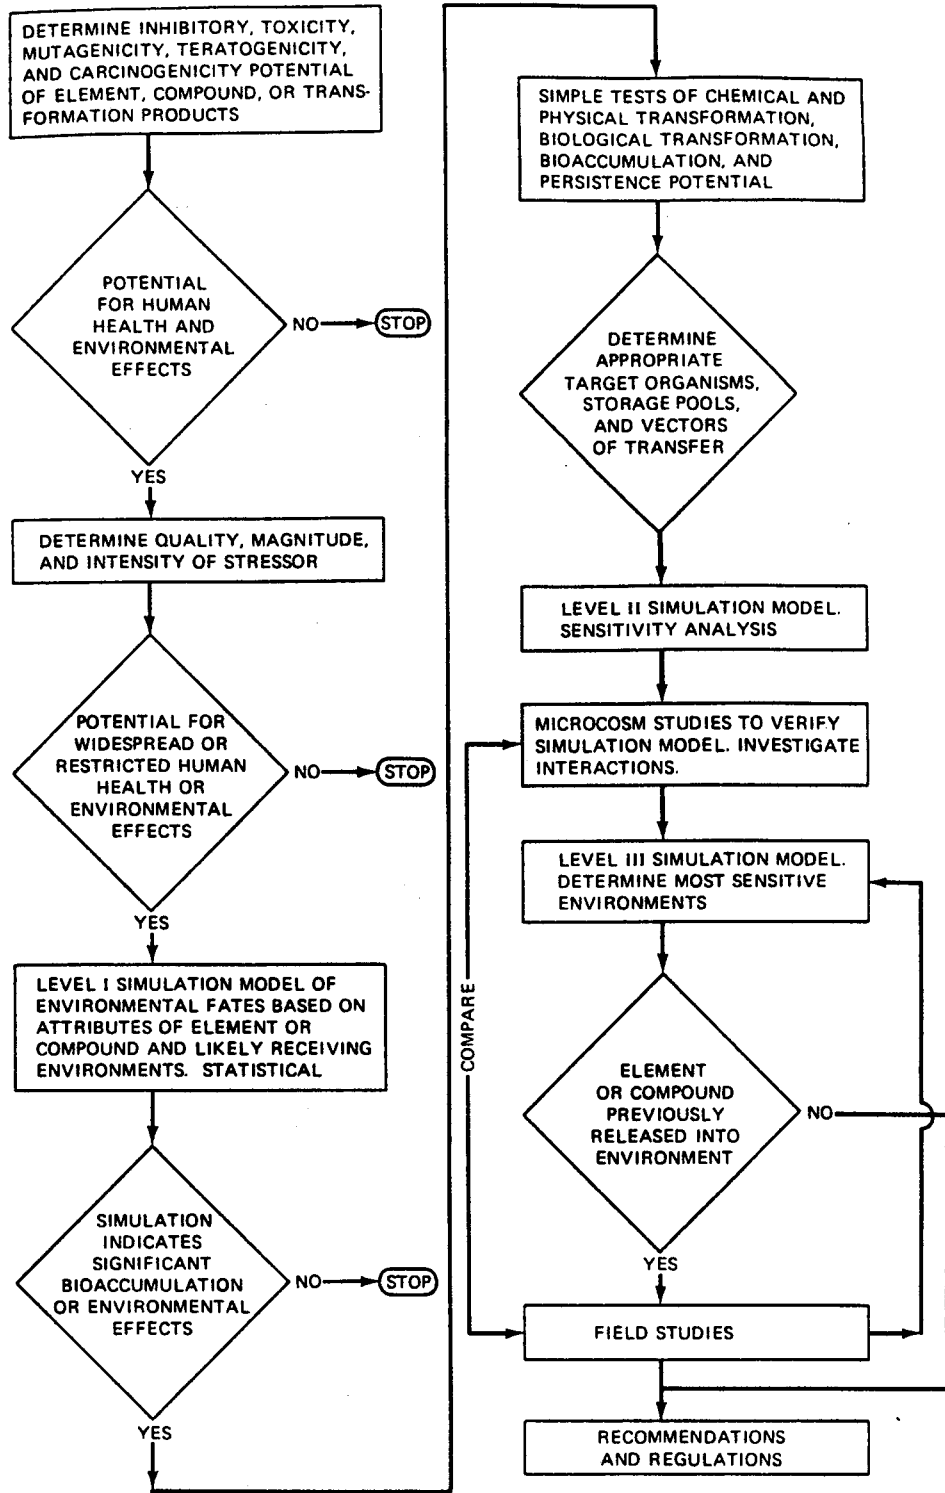 DETERMINE INHIBITORY, TOXICITY,
MUTAGENICITY, TERATOGENICITY,
AND CARCINOGENICITY POTENTIAL
OF ELEMENT, COMPOUND, OR TRANS-
FORMATION PRODUCTS
POTENTIAL
FOR HUMAN
HEALTH AND
ENVIRONMENTAL
EFFECTS
NO
STOP
YES
DETERMINE QUALITY, MAGNITUDE,
AND INTENSITY OF STRESSOR
POTENTIAL FOR
WIDESPREAD OR
RESTRICTED HUMAN
HEALTH OR
ENVIRONMENTAL
EFFECTS
NO
STOP
YES
LEVEL I SIMULATION MODEL OF
ENVIRONMENTAL FATES BASED ON
ATTRIBUTES OF ELEMENT OR
COMPOUND AND LIKELY RECEIVING
ENVIRONMENTS. STATISTICAL
SIMULATION
INDICATES
SIGNIFICANT
BIOACCUMULATION
OR ENVIRONMENTAL
EFFECTS
NO
STOP
YES
SIMPLE TESTS OF CHEMICAL AND
PHYSICAL TRANSFORMATION,
BIOLOGICAL TRANSFORMATION,
BIOACCUMULATION, AND
PERSISTENCE POTENTIAL
DETERMINE
APPROPRIATE
TARGET ORGANISMS,
STORAGE POOLS,
AND VECTORS
OF TRANSFER
LEVEL II SIMULATION MODEL.
SENSITIVITY ANALYSIS
MICROCOSM STUDIES TO VERIFY
SIMULATION MODEL. INVESTIGATE
INTERACTIONS.
LEVEL III SIMULATION MODEL.
DETERMINE MOST SENSITIVE
ENVIRONMENTS
COMPARE
ELEMENT
OR COMPOUND
PREVIOUSLY
RELEASED INTO
ENVIRONMENT
NO
YES
FIELD STUDIES
RECOMMENDATIONS
AND REGULATIONS